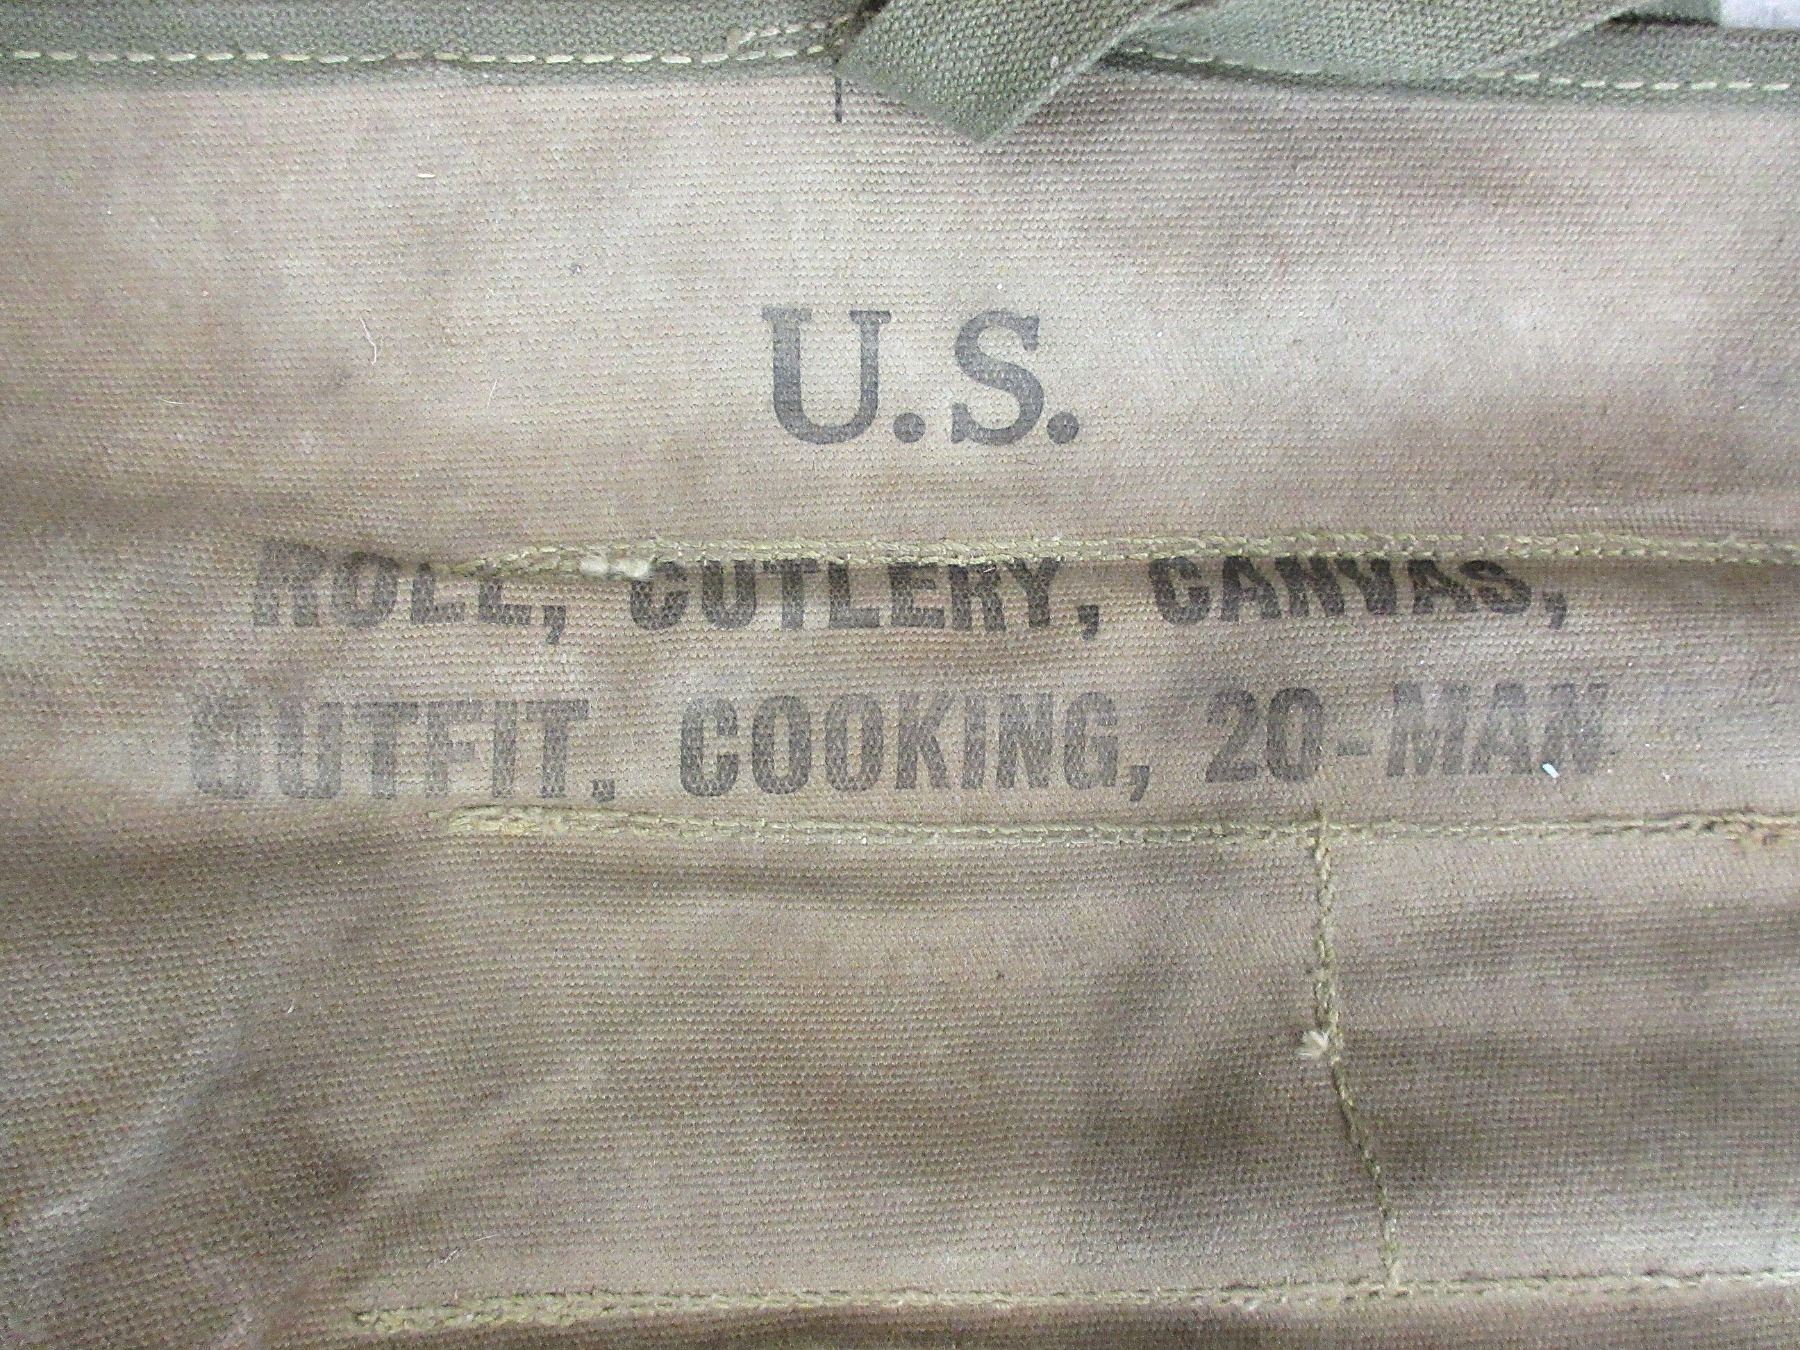 U.S.
ROLL, CUTLERY, CANVAS,
OUTFIT, COOKING, 20-MAN